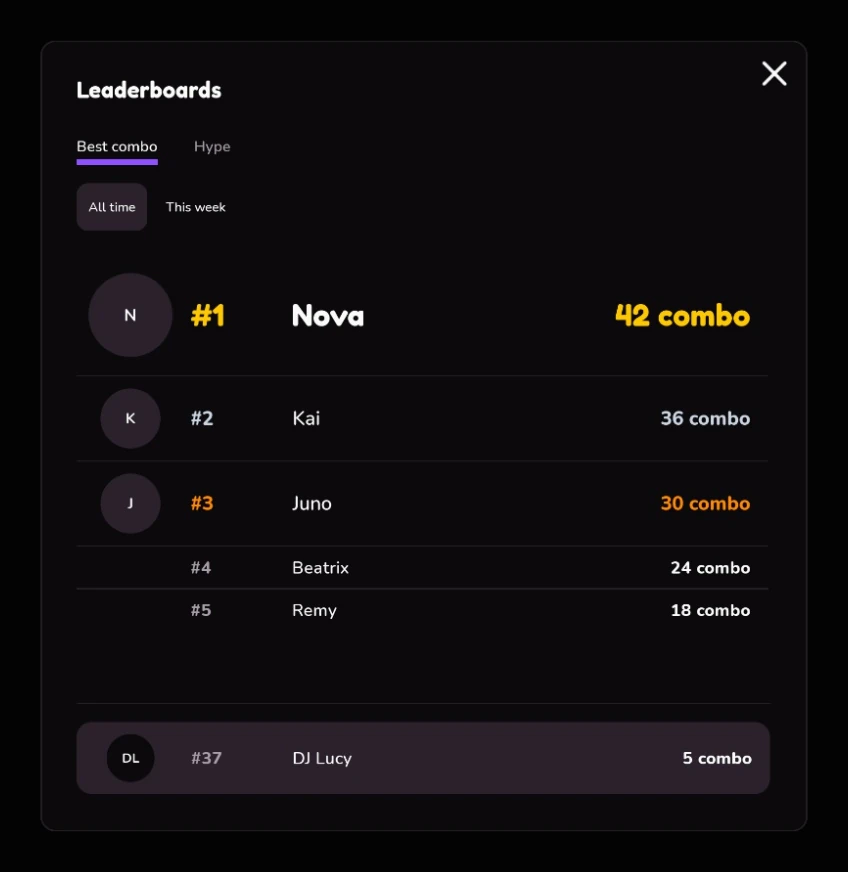 Leaderboards
Best combo Hype
All time This week
N #1 Nova 42 combo
K #2 Kai 36 combo
J #3 Juno 30 combo
#4 Beatrix 24 combo
#5 Remy 18 combo
DL #37 DJ Lucy 5 combo